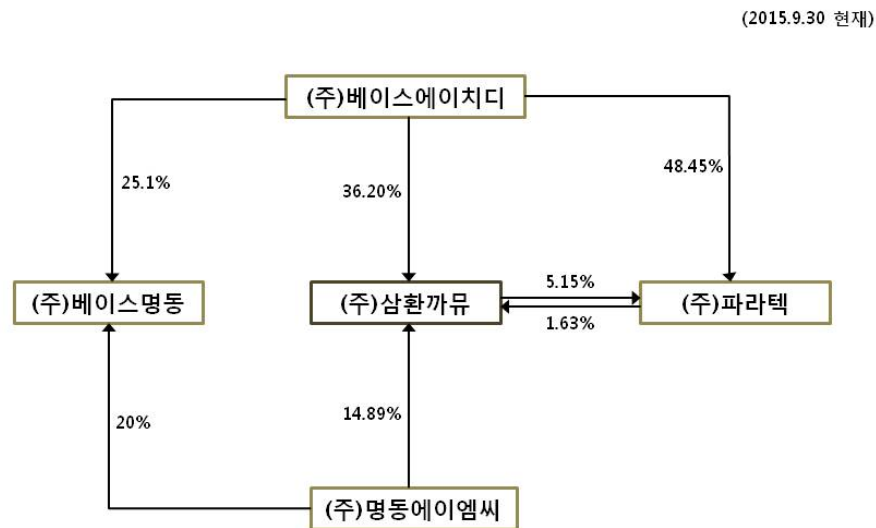 (2015.9.30 현재)
(주)베이스에이치디
25.1%
36.20%
48.45%
(주)베이스명동
(주)삼환까뮤
5.15%
1.63%
(주)파라텍
20%
14.89%
(주)명동에이엠씨